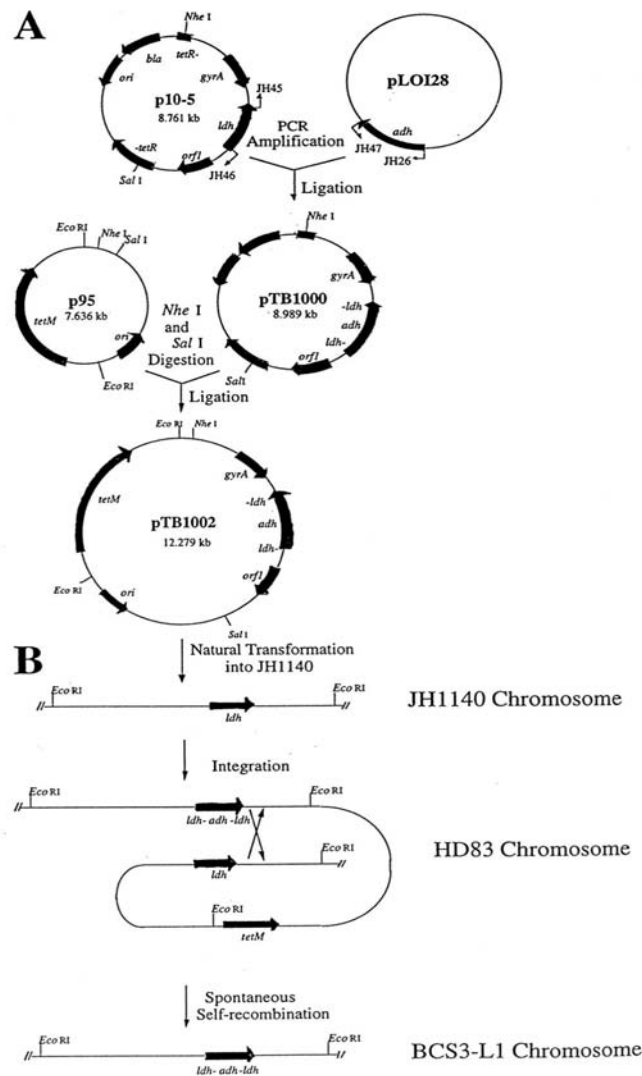 A
Nhe I
tetR-
bla
ori
gyrA
p10-5
8.761 kb
JH45
ldh
-tetR
orf1
JH46
Sal I
pLOI28
adh
JH47
JH26
PCR
Amplification
Ligation
Eco RI
Nhe I
Sal I
p95
7.636 kb
tetM
ori
Eco RI
Nhe I
and
Sal I
Digestion
Ligation
Nhe I
gyrA
pTB1000
8.989 kb
-ldh
adh
ldh-
orf1
SalI
Eco RI
Nhe I
gyrA
tetM
-ldh
pTB1002
12.279 kb
adh
ldh-
orf1
Eco RI
ori
Sal I
B
Natural Transformation
into JH1140
Eco RI
Eco RI
// //
ldh
JH1140 Chromosome
Integration
Eco RI
Eco RI
//
ldh- adh -ldh
Eco RI
//
ldh
HD83 Chromosome
Eco RI
tetM
Spontaneous
Self-recombination
Eco RI
Eco RI
// //
ldh- adh-ldh
BCS3-L1 Chromosome